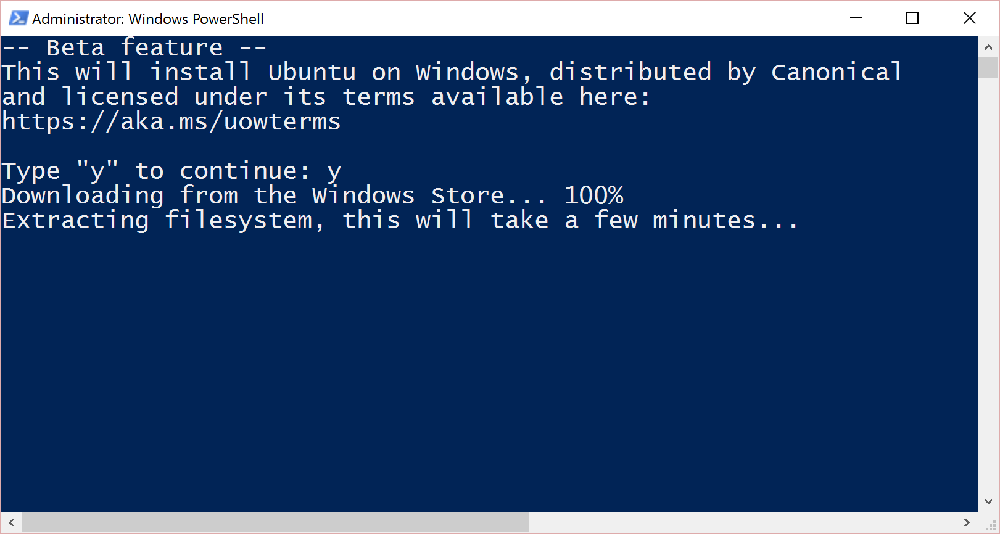 Administrator: Windows PowerShell
-- Beta feature --
This will install Ubuntu on Windows, distributed by Canonical
and licensed under its terms available here:
https://aka.ms/uowterms
Type "y" to continue: y
Downloading from the Windows Store... 100%
Extracting filesystem, this will take a few minutes...